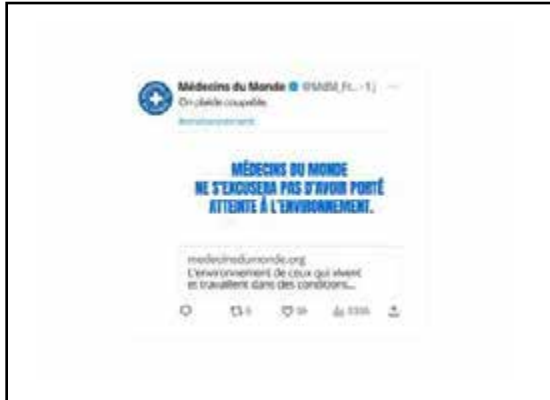 Médecins du Monde
On plaide coupable.
#environnement
MÉDECINS DU MONDE
NE S'EXCUSERA PAS D'AVOIR PORTÉ
ATTEINTE À L'ENVIRONNEMENT.
medecinsdumonde.org
L'environnement de ceux qui vivent
et travaillent dans des conditions...